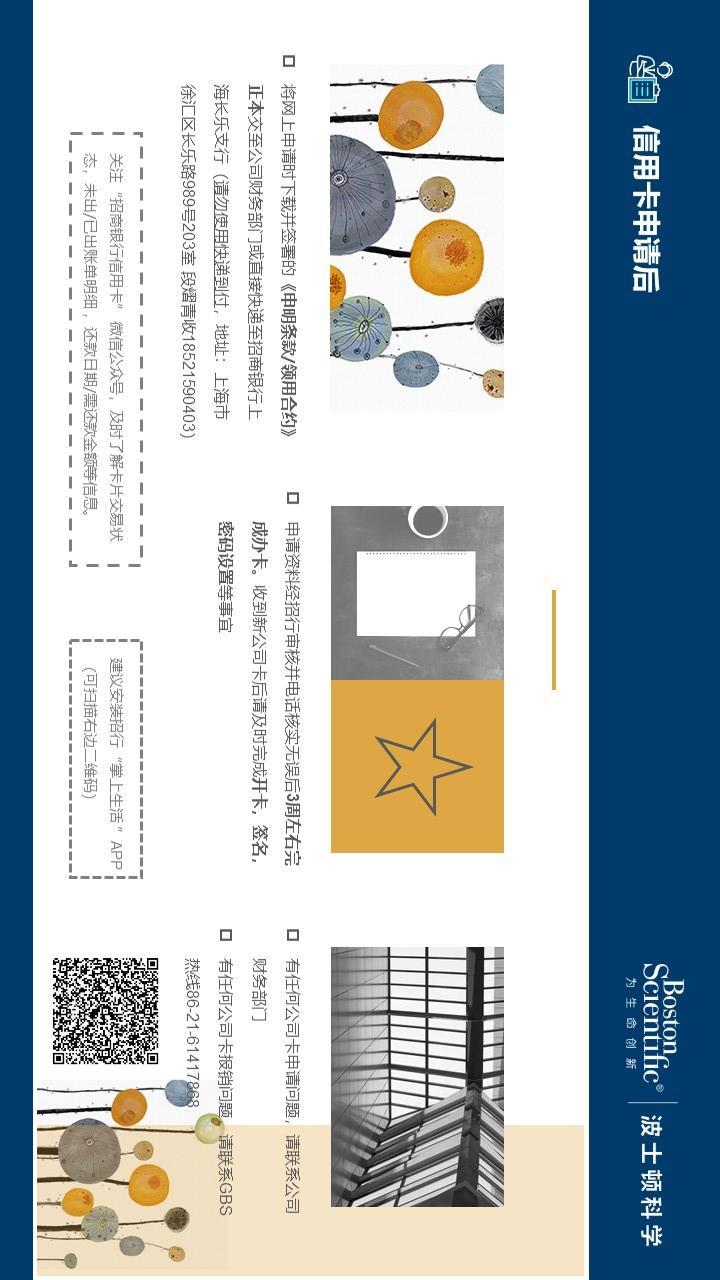 信用卡申请后
Boston
Scientific®
为生命创新
波士顿科学
将网上申请时下载并签署的《申明条款/领用合约》
正本交至公司财务部门或直接快递至招商银行上
海长乐支行（请勿使用快递到付，地址：上海市
徐汇区长乐路989号203室 段熠菁收18521590403）
申请资料经招行审核并电话核实无误后3周左右完
成办卡。收到新公司卡后请及时完成开卡，签名，
密码设置等事宜
有任何公司卡申请问题，请联系公司
财务部门
有任何公司卡报销问题，请联系GBS
热线86-21-61417868
关注“招商银行信用卡”微信公众号，及时了解卡片交易状
态，未出/已出账单明细，还款日期/需还款金额等信息。
建议安装招行“掌上生活”APP
（可扫描右边二维码）